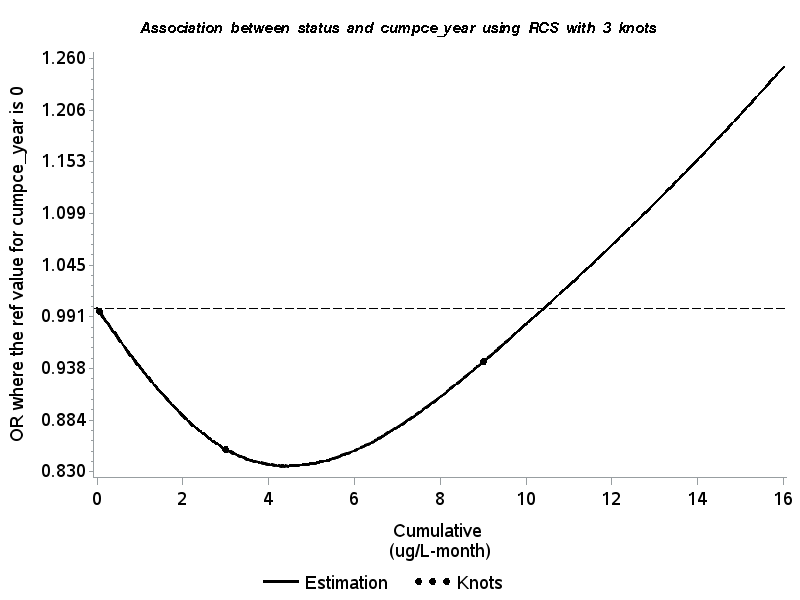 Association between status and cumpce_year using RCS with 3 knots
OR where the ref value for cumpce_year is 0
1.260
1.206
1.153
1.099
1.045
0.991
0.938
0.884
0.830
0 2 4 6 8 10 12 14 16
Cumulative
(ug/L-month)
Estimation Knots